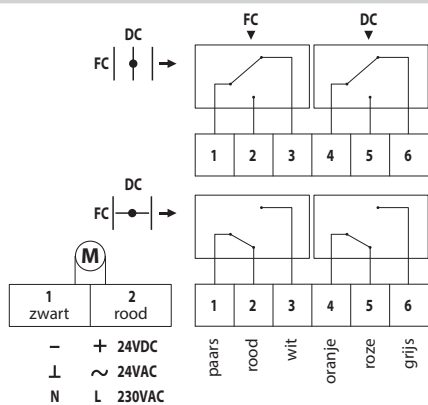 FC DC
DC
FC
1 2 3 4 5 6
DC
FC
M
1 2
zwart rood
1 2 3 4 5 6
paars rood wit oranje roze grijs
– + 24VDC
⊥ ~ 24VAC
N L 230VAC